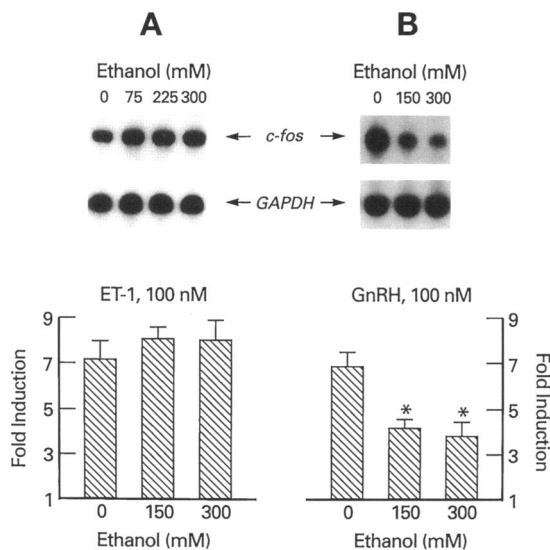 A B
Ethanol (mM) Ethanol (mM)
0 75 225 300 0 150 300
c-fos
GAPDH
ET-1, 100 nM GnRH, 100 nM
Fold Induction
9
7
5
3
1
0 150 300
Ethanol (mM)
*
*
9
7
5
3
1
Fold Induction
0 150 300
Ethanol (mM)